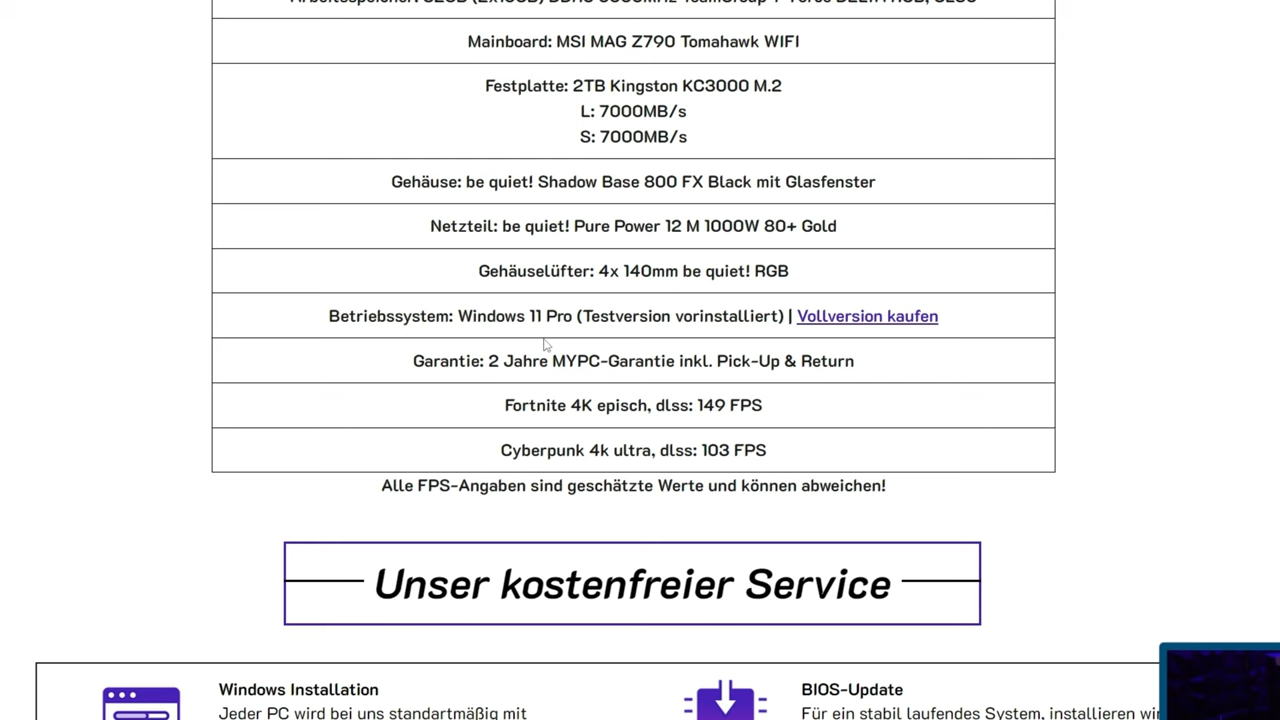 Mainboard: MSI MAG Z790 Tomahawk WIFI
Festplatte: 2TB Kingston KC3000 M.2
L: 7000MB/s
S: 7000MB/s
Gehäuse: be quiet! Shadow Base 800 FX Black mit Glasfenster
Netzteil: be quiet! Pure Power 12 M 1000W 80+ Gold
Gehäuselüfter: 4x 140mm be quiet! RGB
Betriebssystem: Windows 11 Pro (Testversion vorinstalliert) | Vollversion kaufen
Garantie: 2 Jahre MYPC-Garantie inkl. Pick-Up & Return
Fortnite 4K episch, dlss: 149 FPS
Cyberpunk 4k ultra, dlss: 103 FPS
Alle FPS-Angaben sind geschätzte Werte und können abweichen!
Unser kostenfreier Service
Windows Installation
Jeder PC wird bei uns standartmäßig mit
BIOS-Update
Für ein stabil laufendes System, installieren wir